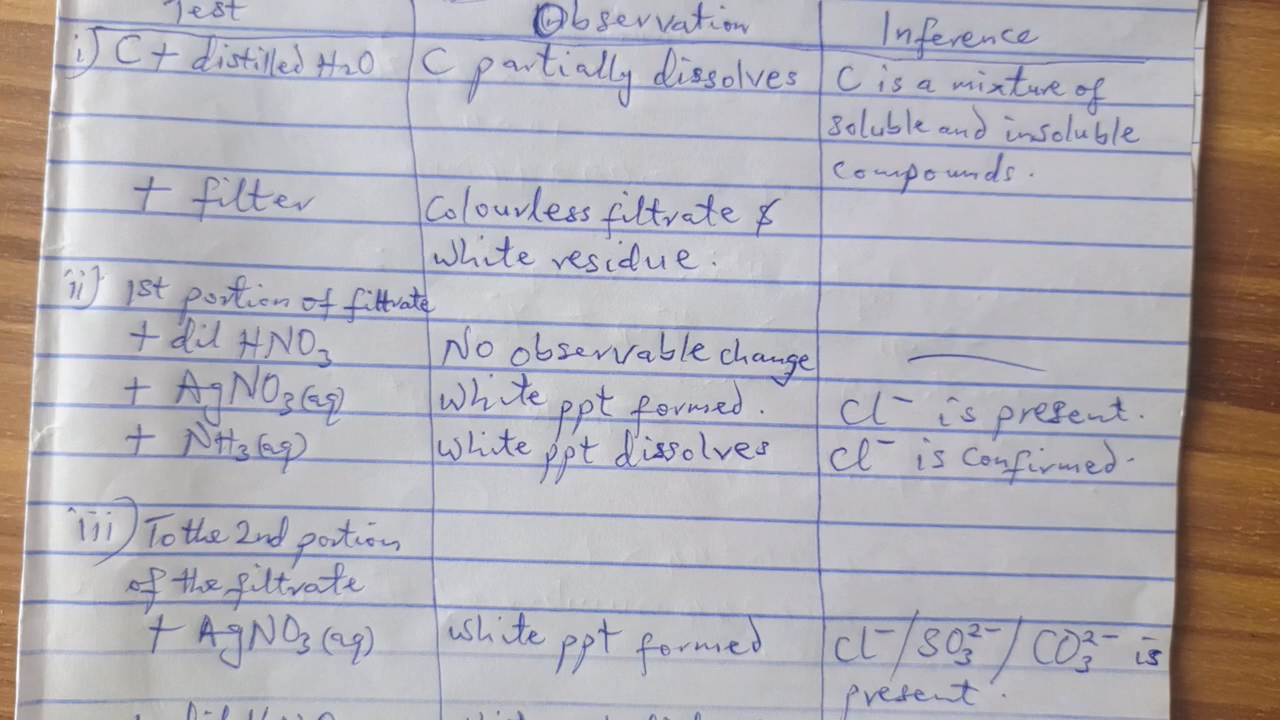 Test Observation Inference
i) C + distilled H2O C partially dissolves C is a mixture of
soluble and insoluble
compounds.
+ filter Colourless filtrate &
white residue.
ii) 1st portion of filtrate
+ dil HNO3 No observable change —
+ AgNO3(aq) White ppt formed. Cl⁻ is present.
+ NH3(aq) White ppt dissolves Cl⁻ is confirmed.
iii) To the 2nd portion
of the filtrate
+ AgNO3(aq) White ppt formed Cl⁻/SO3²⁻/CO3²⁻ is
present.